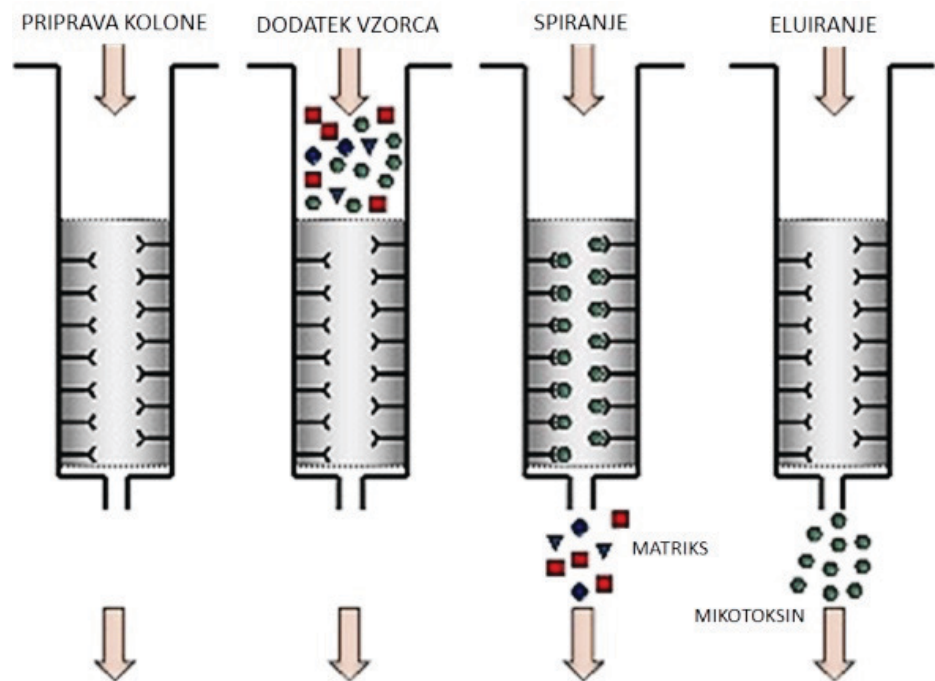 PRIPRAVA KOLONE
DODATEK VZORCA
SPIRANJE
ELUIRANJE
MATRIKS
MIKOTOKSIN